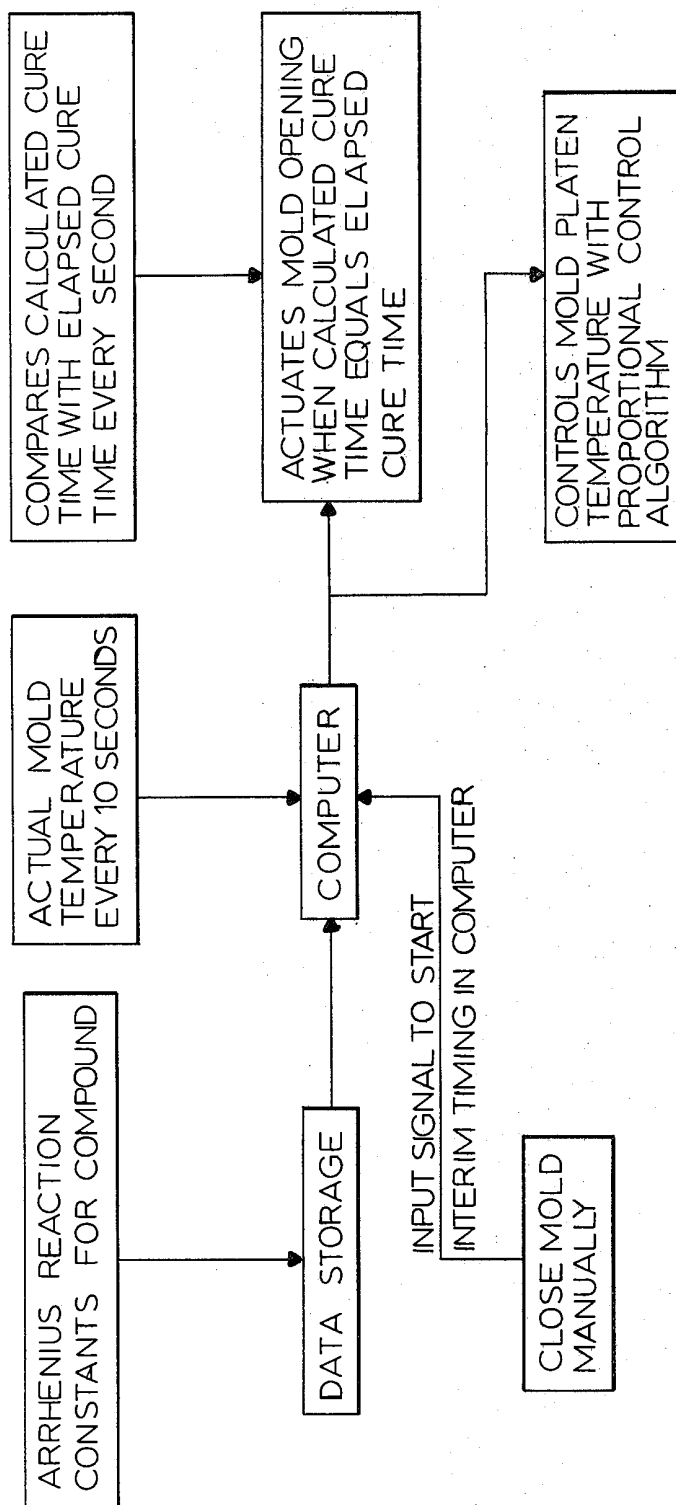 ARRHENIUS REACTION
CONSTANTS FOR COMPOUND
ACTUAL MOLD
TEMPERATURE
EVERY 10 SECONDS
COMPARES CALCULATED CURE
TIME WITH ELAPSED CURE
TIME EVERY SECOND
DATA STORAGE
COMPUTER
ACTUATES MOLD OPENING
WHEN CALCULATED CURE
TIME EQUALS ELAPSED
CURE TIME
INPUT SIGNAL TO START
INTERIM TIMING IN COMPUTER
CLOSE MOLD
MANUALLY
CONTROLS MOLD PLATEN
TEMPERATURE WITH
PROPORTIONAL CONTROL
ALGORITHM